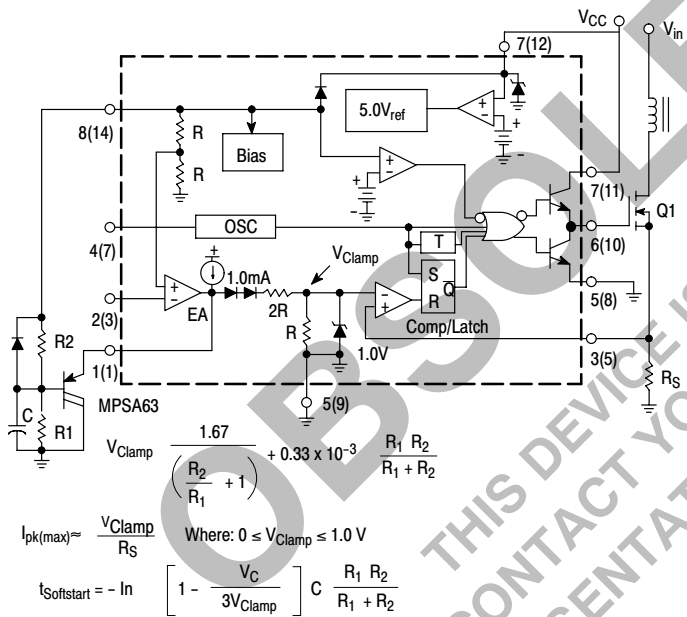 VCC
Vin
7(12)
5.0Vref
+
-
+
-
8(14)
R
Bias
R
+
-
+
-
7(11)
Q1
4(7)
OSC
T
6(10)
+
1.0mA
VClamp
S
Q
R
+
-
EA
2R
-
+
5(8)
2(3)
R
Comp/Latch
1.0V
3(5)
R2
1(1)
RS
MPSA63
5(9)
C
R1
VClamp 1.67 / (R2/R1 + 1) + 0.33 x 10⁻³ R1 R2 / R1 + R2
Ipk(max)≈ VClamp / RS Where: 0 ≤ VClamp ≤ 1.0 V
tSoftstart = - In [1 - VC / 3VClamp] C R1 R2 / R1 + R2
OBSOLE
THIS DEVICE IS
CONTACT YO
SENTAT